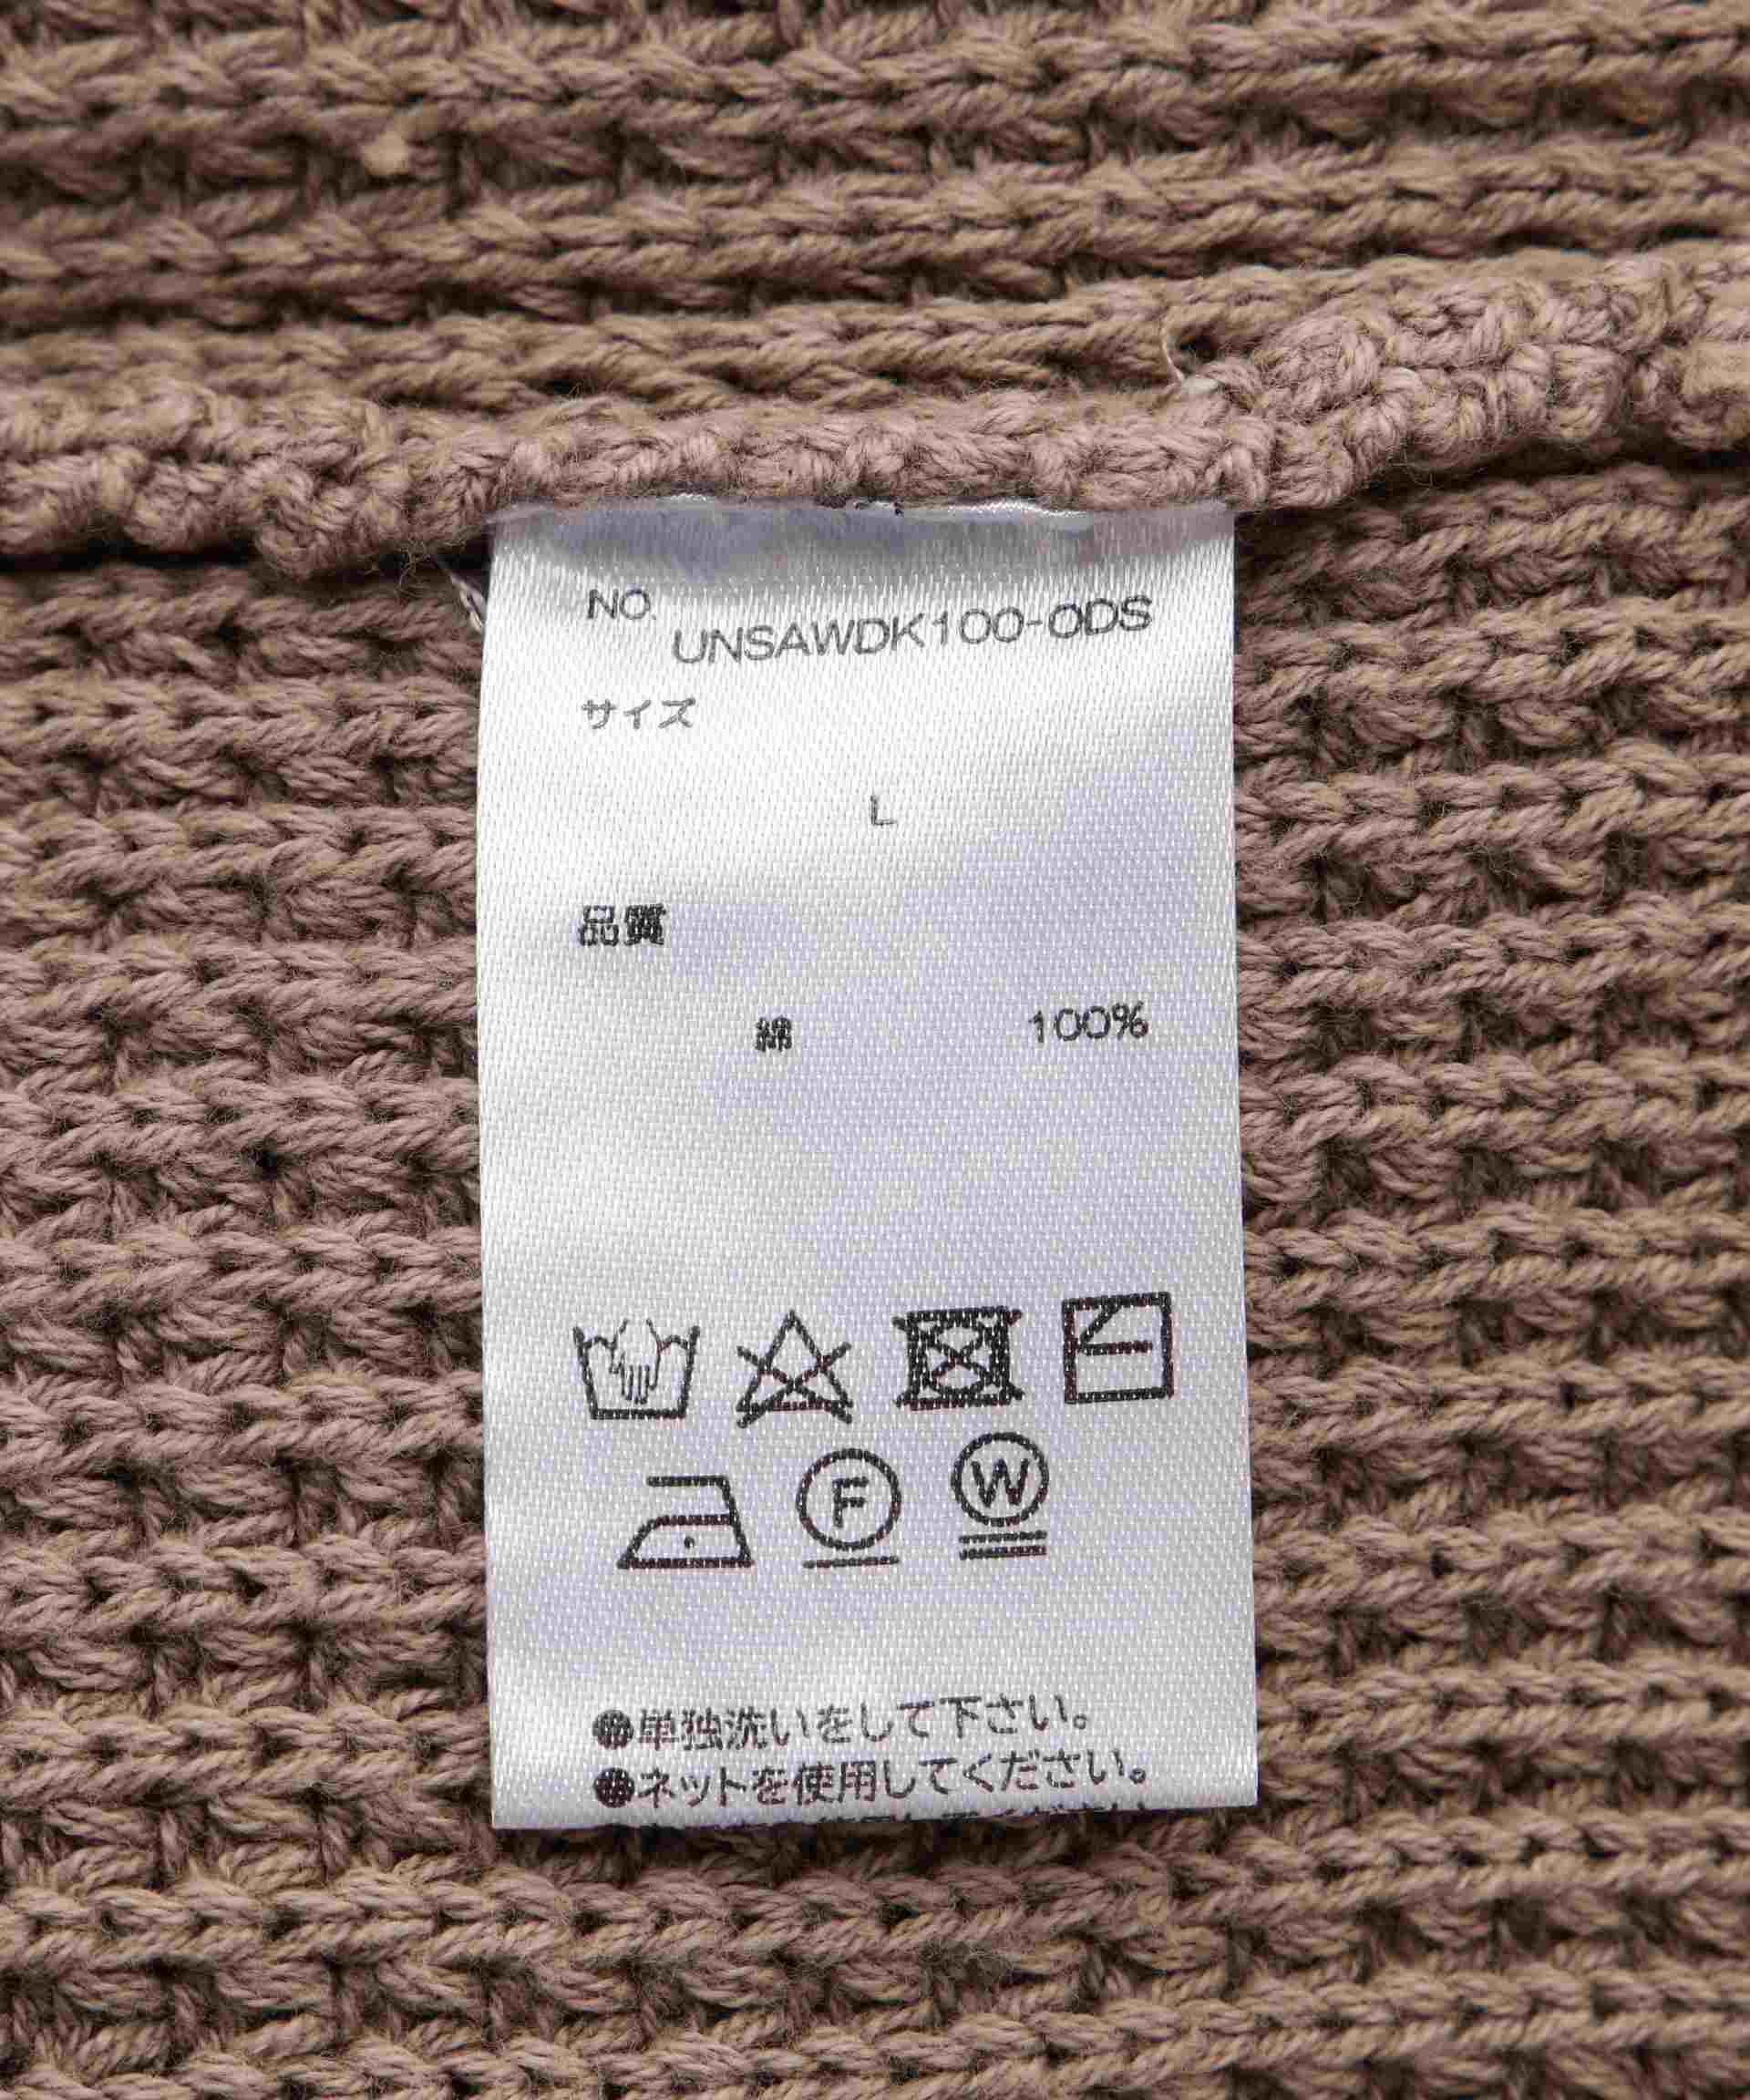 NO.
UNSAWDK100-0DS
サイズ
L
品質
綿 100%
F W
●単独洗いをして下さい。
●ネットを使用してください。